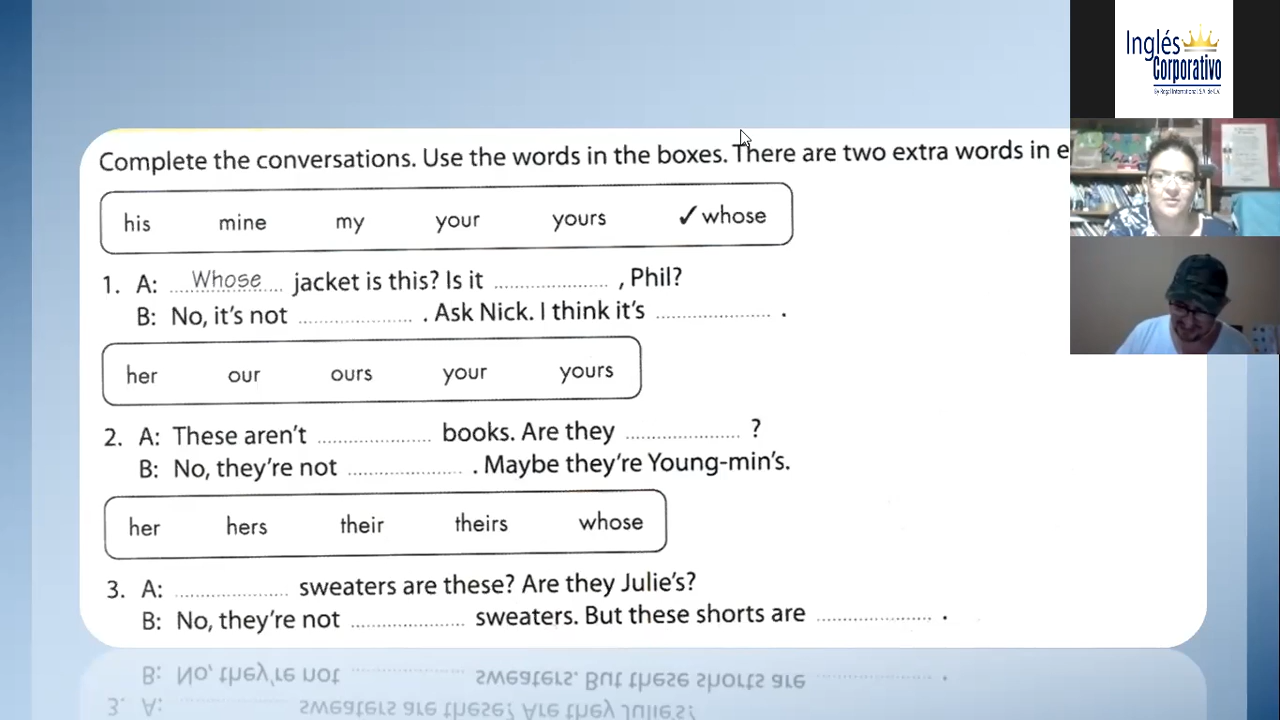 Inglés
Corporativo
By Regal International S.A. de C.V.
Complete the conversations. Use the words in the boxes. There are two extra words in e
his mine my your yours ✓ whose
1. A: Whose jacket is this? Is it .................... , Phil?
B: No, it's not .................... . Ask Nick. I think it's .................... .
her our ours your yours
2. A: These aren't .................... books. Are they .................... ?
B: No, they're not .................... . Maybe they're Young-min's.
her hers their theirs whose
3. A: .................... sweaters are these? Are they Julie's?
B: No, they're not .................... sweaters. But these shorts are .................... .